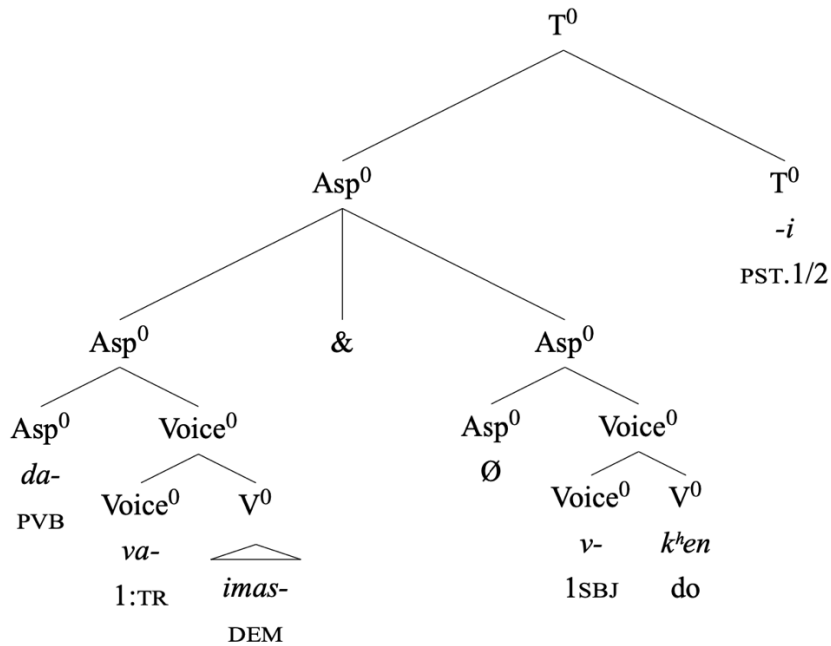 T⁰
Asp⁰ T⁰
-i
PST.1/2
Asp⁰ & Asp⁰
Asp⁰ Voice⁰ Asp⁰ Voice⁰
da- Ø
PVB Voice⁰ V⁰ Voice⁰ V⁰
va- v- kʰen
1:TR imas- 1SBJ do
DEM